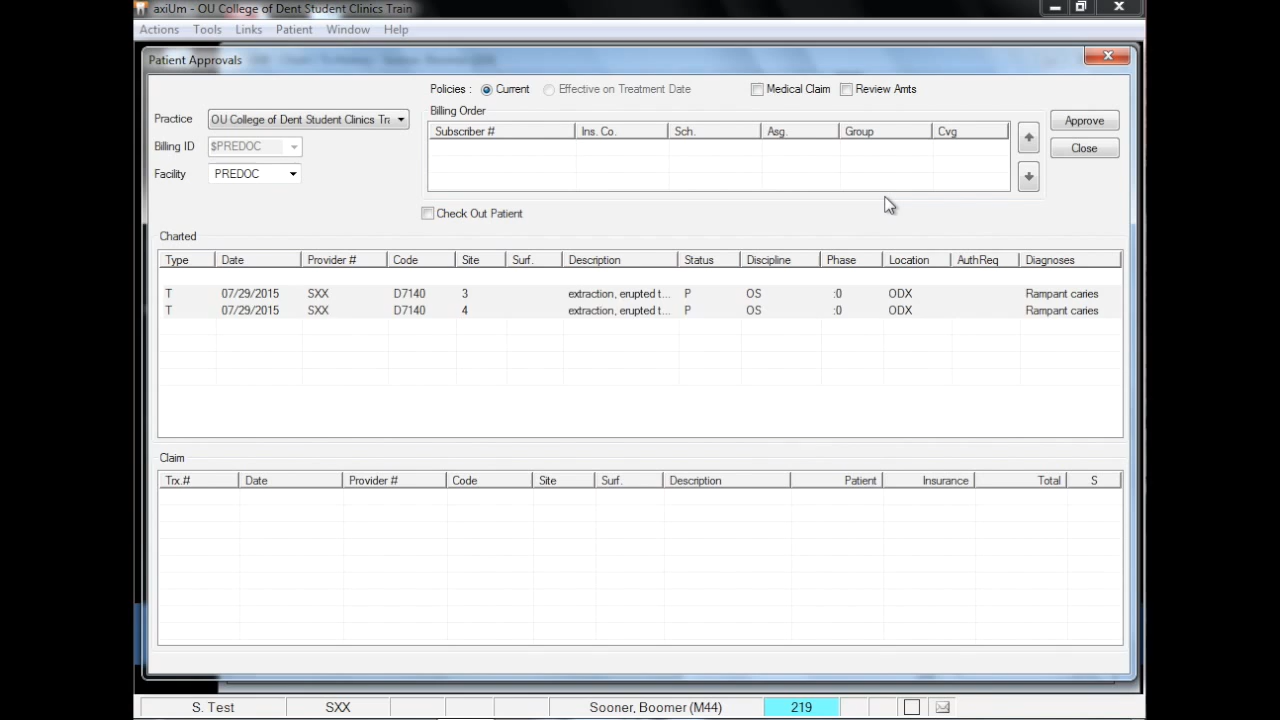 axiUm - OU College of Dent Student Clinics Train
Actions Tools Links Patient Window Help
Patient Approvals
Policies : Current Effective on Treatment Date Medical Claim Review Amts
Billing Order
Practice OU College of Dent Student Clinics Tr
Subscriber # Ins. Co. Sch. Asg. Group Cvg
Approve
Billing ID $PREDOC
Close
Facility PREDOC
Check Out Patient
Charted
Type Date Provider # Code Site Surf. Description Status Discipline Phase Location AuthReq Diagnoses
T 07/29/2015 SXX D7140 3 extraction, erupted t... P OS :0 ODX Rampant caries
T 07/29/2015 SXX D7140 4 extraction, erupted t... P OS :0 ODX Rampant caries
Claim
Trx.# Date Provider # Code Site Surf. Description Patient Insurance Total S
S. Test SXX Sooner, Boomer (M44) 219